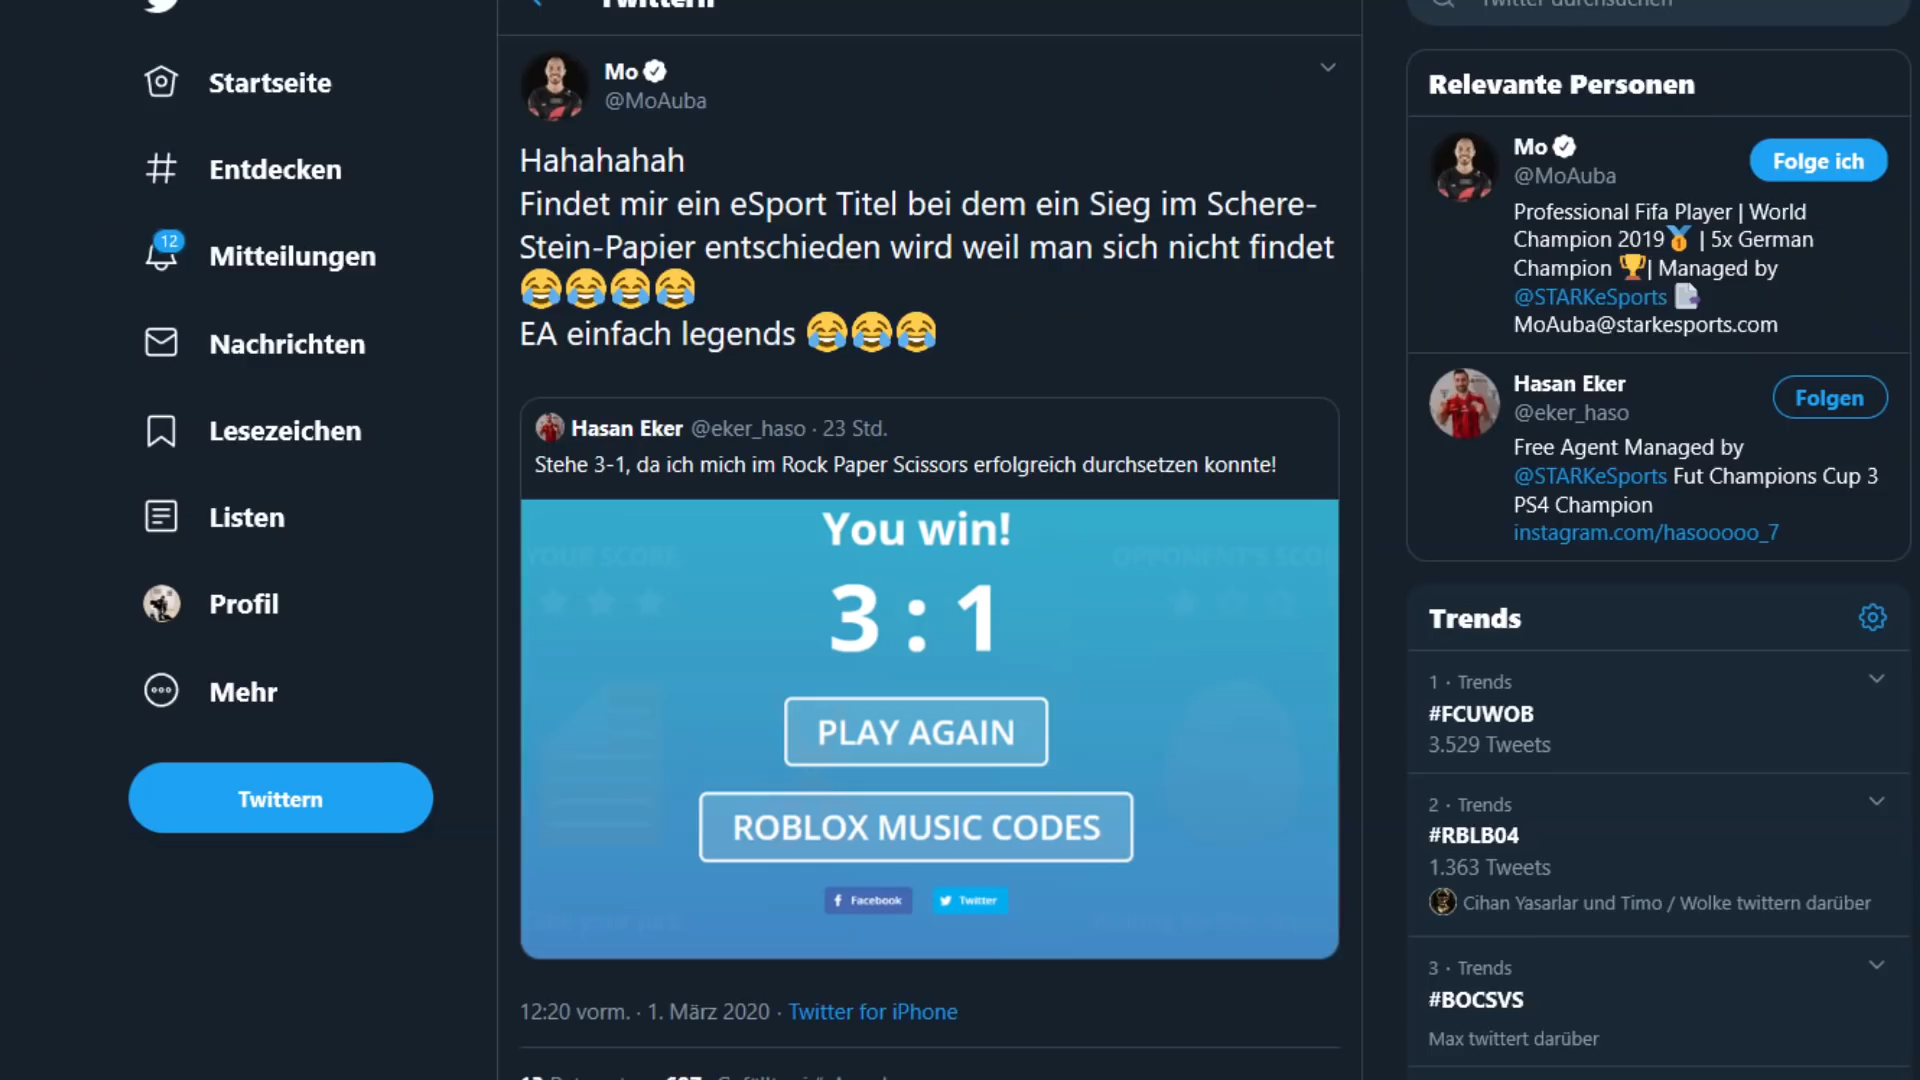 Twittern
Twitter durchsuchen
Startseite
Entdecken
12
Mitteilungen
Nachrichten
Lesezeichen
Listen
Profil
Mehr
Twittern
Mo
@MoAuba
Hahahahah
Findet mir ein eSport Titel bei dem ein Sieg im Schere-
Stein-Papier entschieden wird weil man sich nicht findet
😂😂😂😂
EA einfach legends 😂😂😂
Hasan Eker @eker_haso · 23 Std.
Stehe 3-1, da ich mich im Rock Paper Scissors erfolgreich durchsetzen konnte!
You win!
YOUR SCORE
OPPONENT'S SCO
3 : 1
PLAY AGAIN
ROBLOX MUSIC CODES
Facebook
Twitter
12:20 vorm. · 1. März 2020 · Twitter for iPhone
Relevante Personen
Mo
@MoAuba
Folge ich
Professional Fifa Player | World
Champion 2019🥇 | 5x German
Champion 🏆| Managed by
@STARKeSports
MoAuba@starkesports.com
Hasan Eker
@eker_haso
Folgen
Free Agent Managed by
@STARKeSports Fut Champions Cup 3
PS4 Champion
instagram.com/hasooooo_7
Trends
1 · Trends
#FCUWOB
3.529 Tweets
2 · Trends
#RBLB04
1.363 Tweets
Cihan Yasarlar und Timo / Wolke twittern darüber
3 · Trends
#BOCSVS
Max twittert darüber